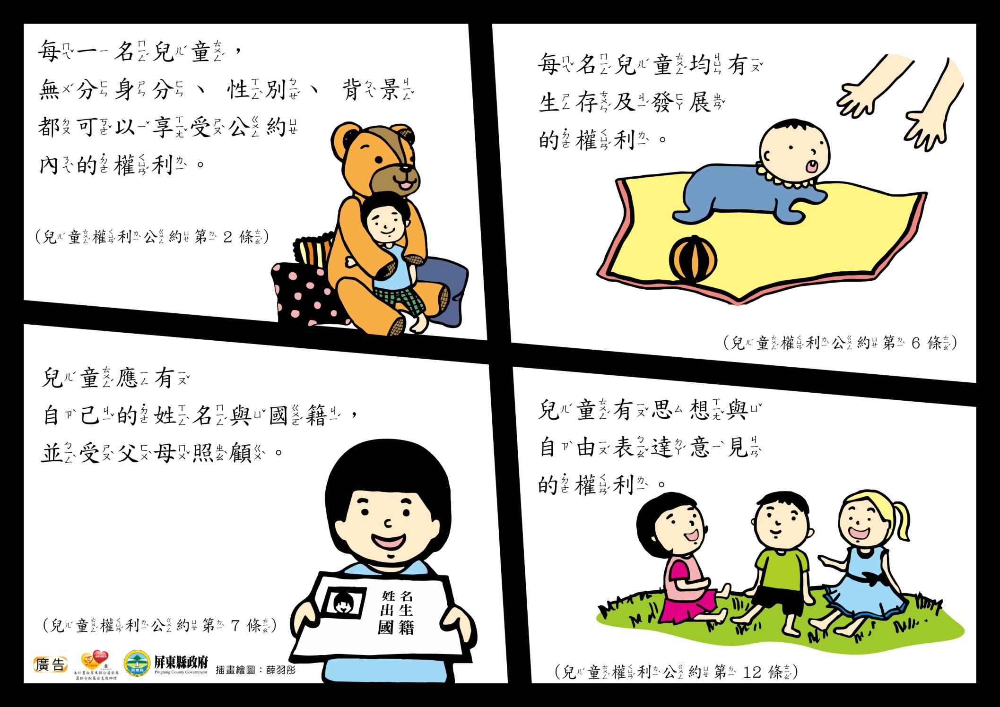 每一名兒童，
無分身分、性別、背景
都可以享受公約
內的權利。
（兒童權利公約第 2 條）
每名兒童均有
生存及發展
的權利。
（兒童權利公約第 6 條）
兒童應有
自己的姓名與國籍，
並受父母照顧。
姓名
出生
國籍
（兒童權利公約第 7 條）
兒童有思想與
自由表達意見
的權利。
（兒童權利公約第 12 條）
廣告
本計畫由屏東縣公益彩券
盈餘分配基金支應辦理
屏東縣
屏東縣政府
Pingtung County Government
插畫繪圖：薛羽彤